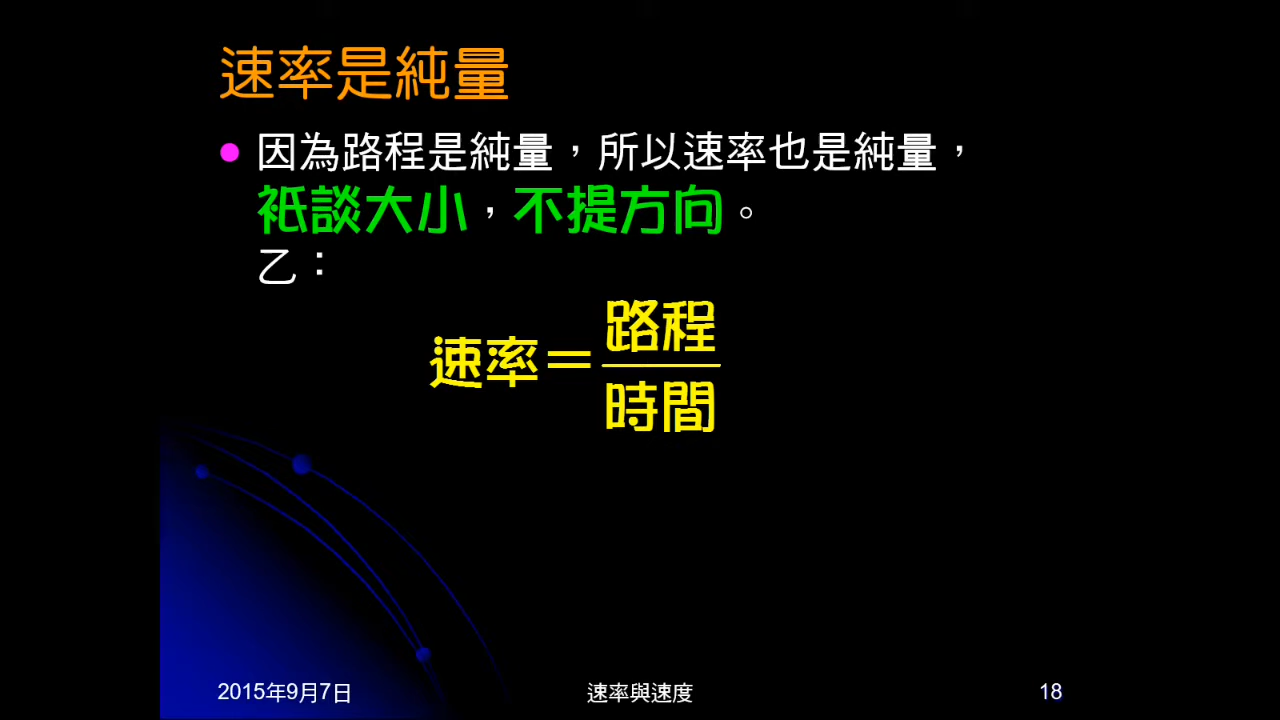 速率是純量
因為路程是純量，所以速率也是純量，
祇談大小，不提方向。
乙：
速率＝路程
時間
2015年9月7日
速率與速度
18